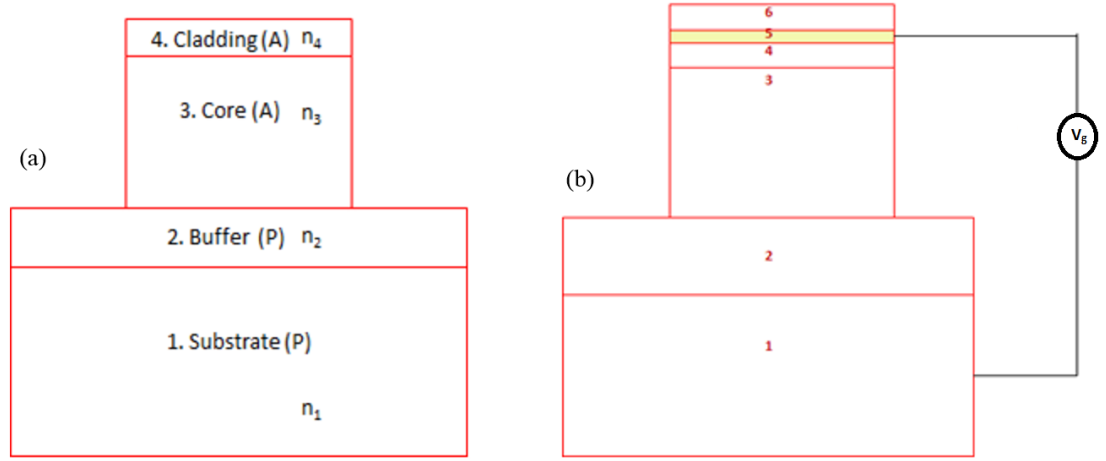 4. Cladding (A) n4
3. Core (A) n3
(a)
2. Buffer (P) n2
1. Substrate (P)
n1
6
5
4
3
Vg
(b)
2
1